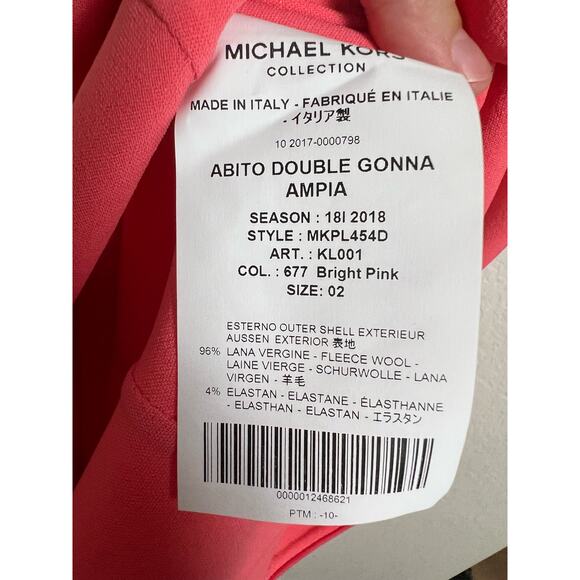 MICHAEL KORS
COLLECTION
MADE IN ITALY - FABRIQUÉ EN ITALIE
- イタリア製
10 2017-0000798
ABITO DOUBLE GONNA
AMPIA
SEASON : 18I 2018
STYLE : MKPL454D
ART. : KL001
COL. : 677 Bright Pink
SIZE: 02
ESTERNO OUTER SHELL EXTERIEUR
AUSSEN EXTERIOR 表地
96% LANA VERGINE - FLEECE WOOL -
LAINE VIERGE - SCHURWOLLE - LANA
VIRGEN - 羊毛
4% ELASTAN - ELASTANE - ÉLASTHANNE
- ELASTHAN - ELASTAN - エラスタン
0000012468621
PTM : -10-